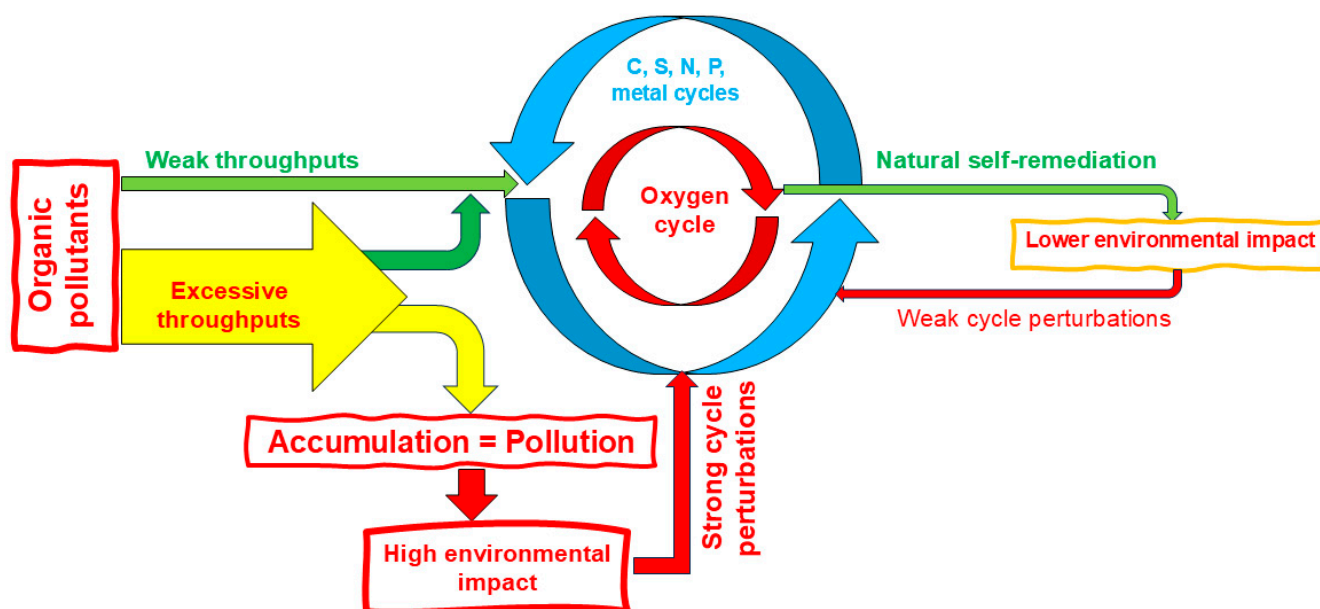 C, S, N, P,
metal cycles
Weak throughputs
Natural self-remediation
Organic
pollutants
Oxygen
cycle
Lower environmental impact
Excessive
throughputs
Weak cycle perturbations
Strong cycle
perturbations
Accumulation = Pollution
High environmental
impact